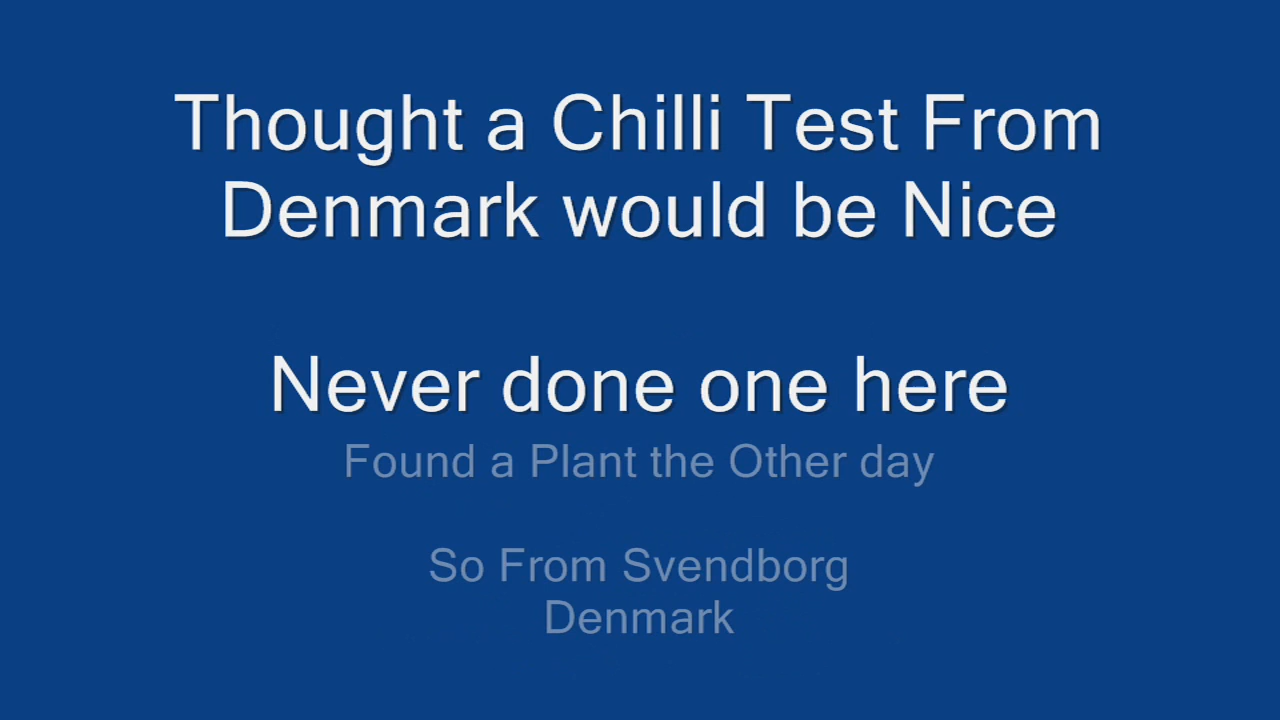 Thought a Chilli Test From
Denmark would be Nice
Never done one here
Found a Plant the Other day
So From Svendborg
Denmark